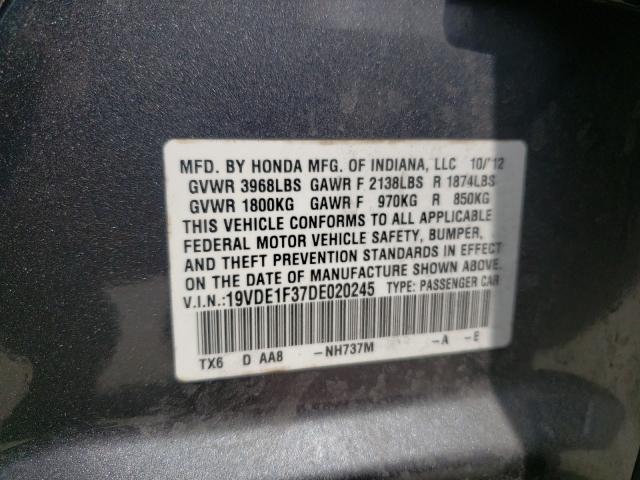 MFD. BY HONDA MFG. OF INDIANA, LLC 10/12
GVWR 3968LBS GAWR F 2138LBS R 1874LBS
GVWR 1800KG GAWR F 970KG R 850KG
THIS VEHICLE CONFORMS TO ALL APPLICABLE
FEDERAL MOTOR VEHICLE SAFETY, BUMPER,
AND THEFT PREVENTION STANDARDS IN EFFECT
ON THE DATE OF MANUFACTURE SHOWN ABOVE.
V.I.N.:19VDE1F37DE020245 TYPE: PASSENGER CAR
TX6 D AA8 -NH737M -A -E